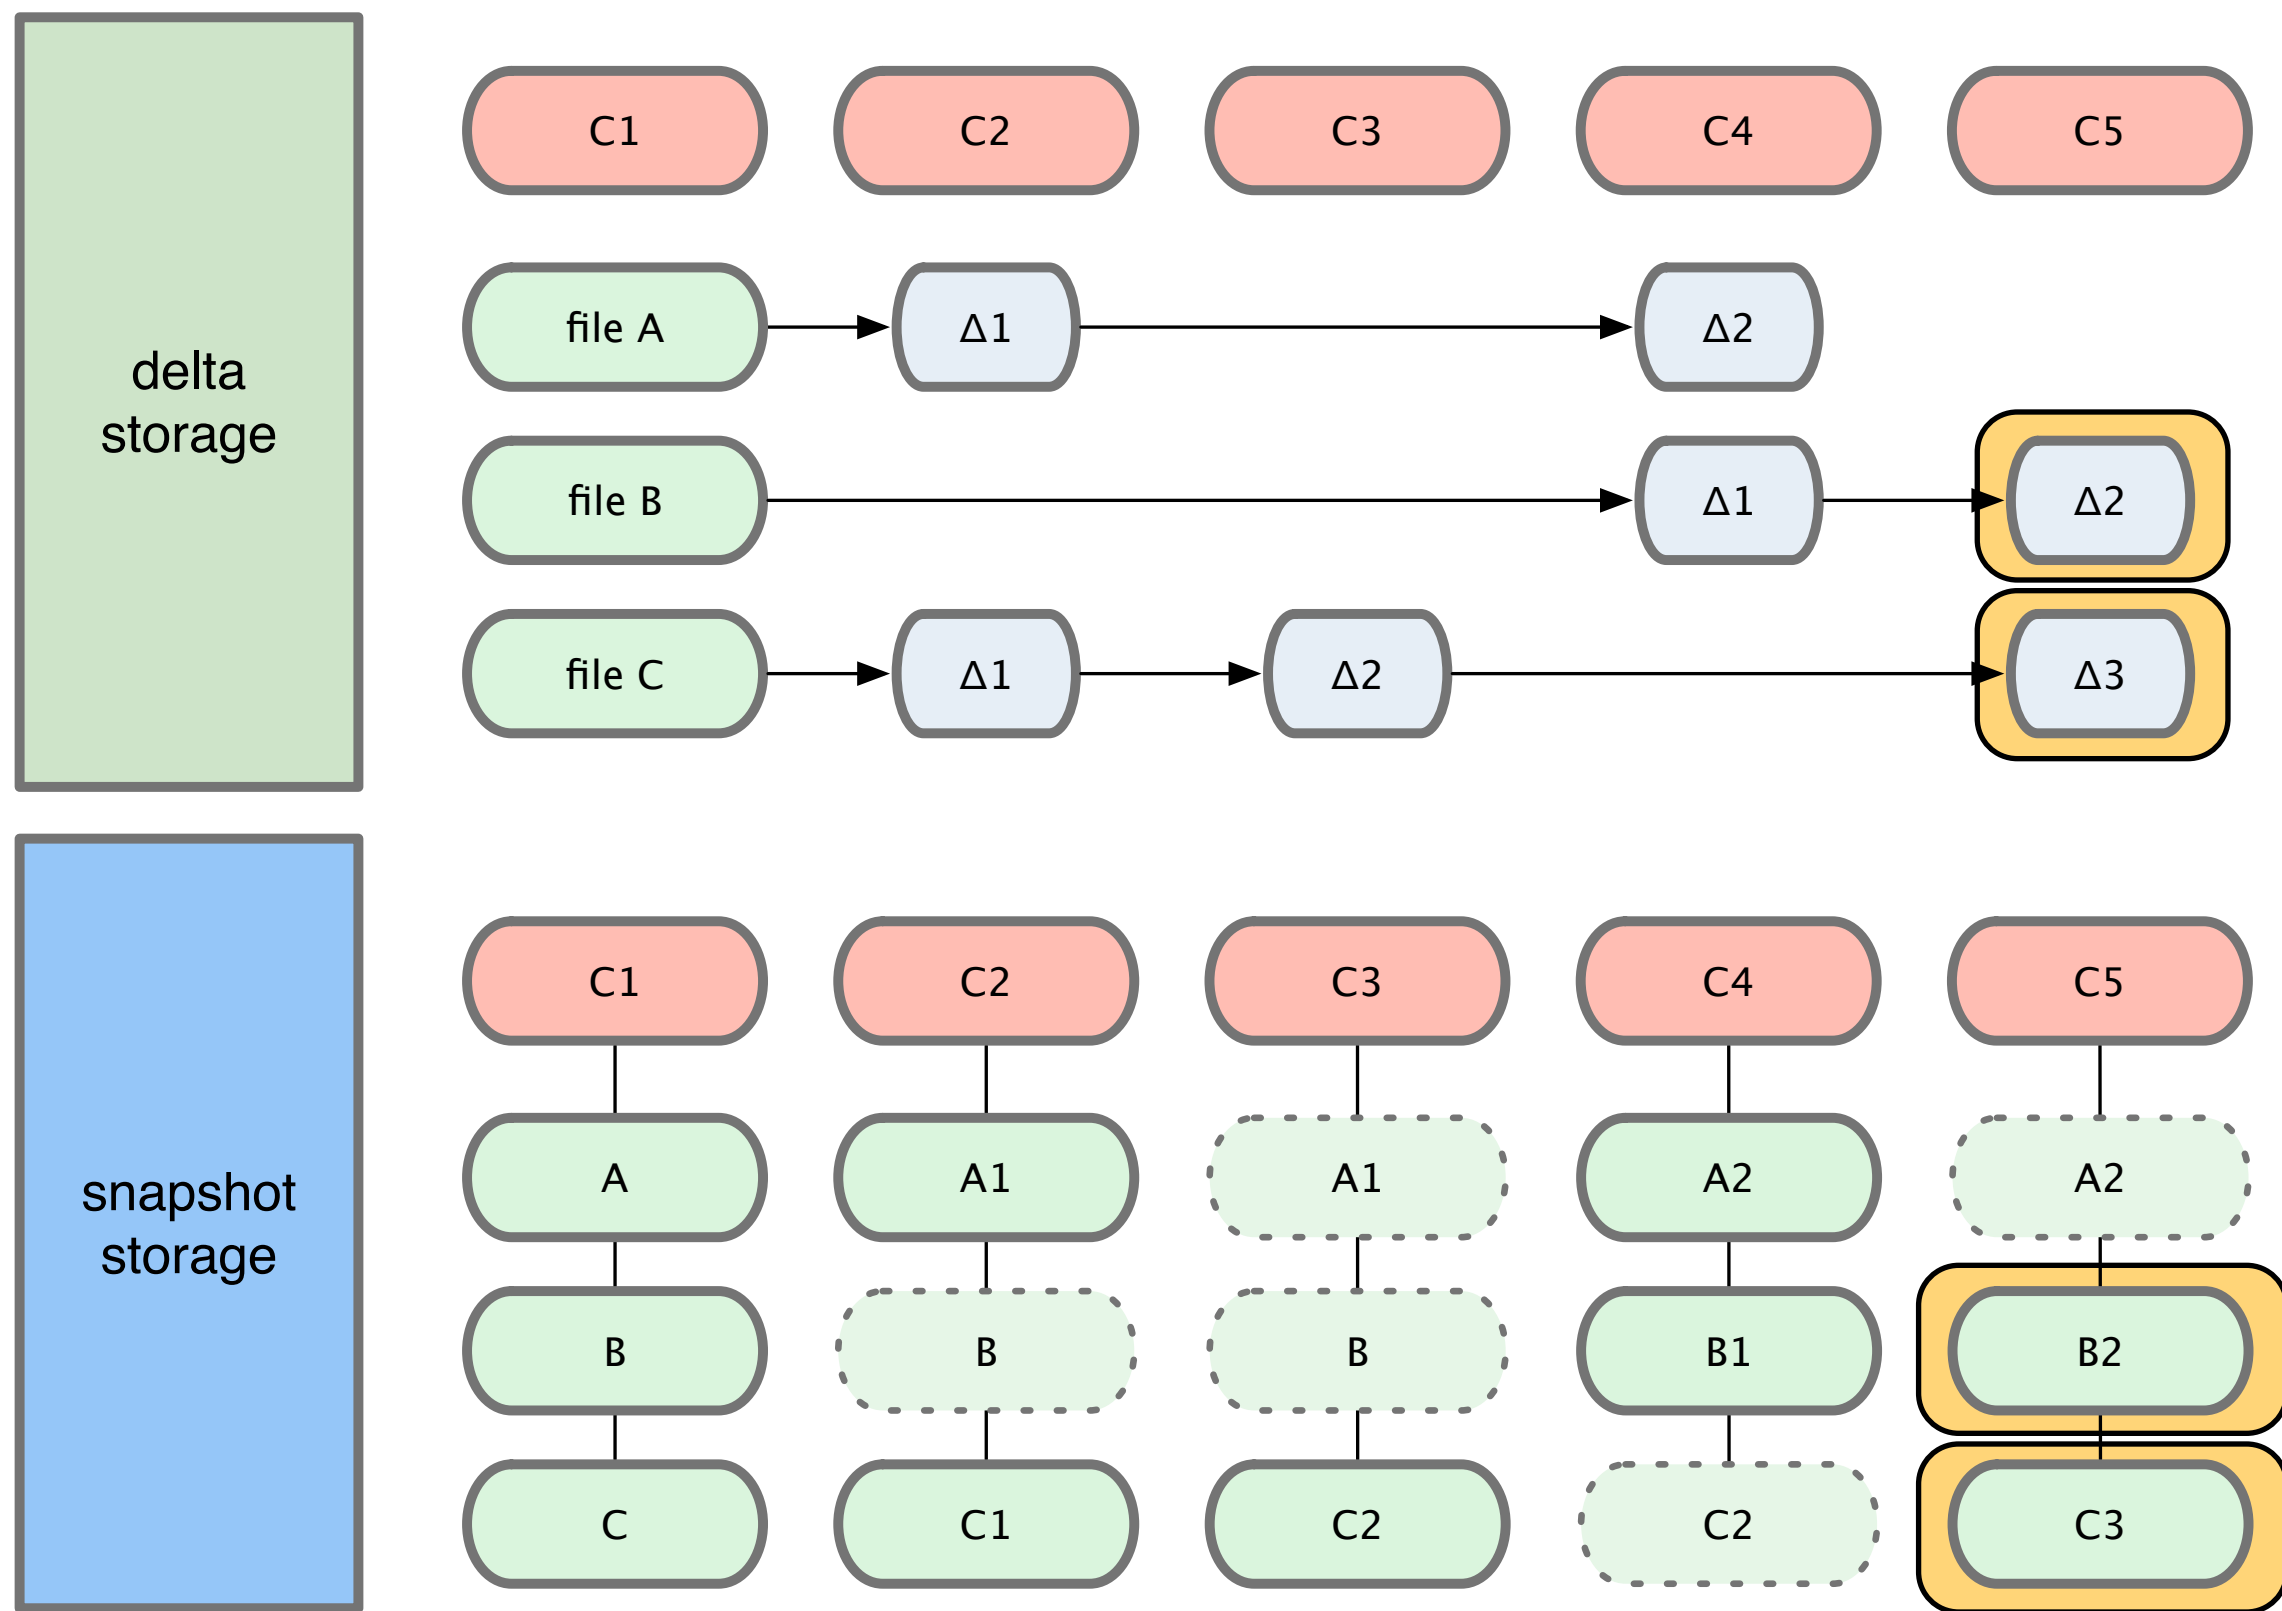 delta
storage
C1 C2 C3 C4 C5
file A Δ1 Δ2
file B Δ1 Δ2
file C Δ1 Δ2 Δ3
snapshot
storage
C1 C2 C3 C4 C5
A A1 A1 A2 A2
B B B B1 B2
C C1 C2 C2 C3